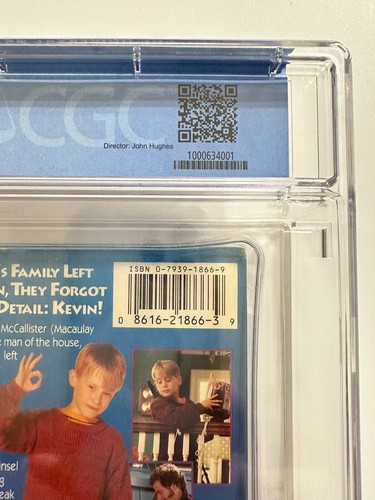 CGC
Director: John Hughes
1000634001
S FAMILY LEFT
, THEY FORGOT
DETAIL: KEVIN!
McCallister (Macaulay
man of the house,
left
ISBN 0-7939-1866-9
0 8616-21866-3 9